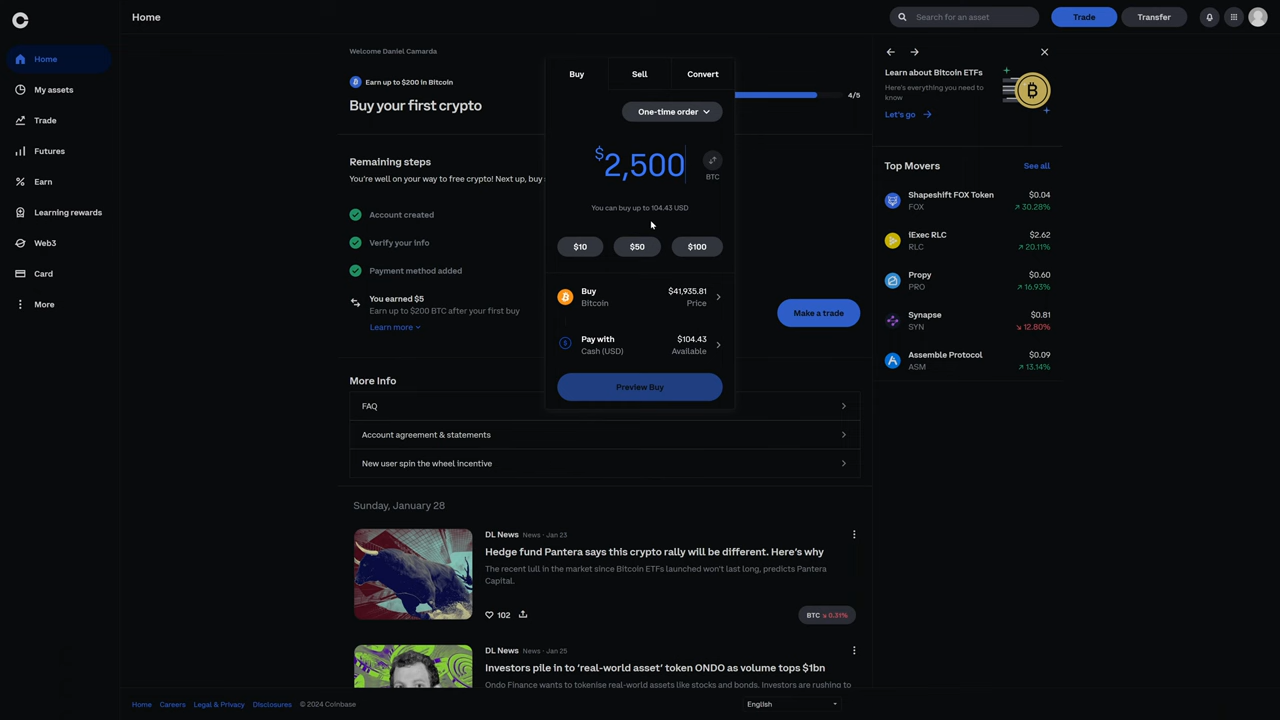 Home
Search for an asset
Trade
Transfer
Home
My assets
Trade
Futures
Earn
Learning rewards
Web3
Card
More
Welcome Daniel Camarda
Earn up to $200 in Bitcoin
Buy your first crypto
4/5
Remaining steps
You're well on your way to free crypto! Next up, buy
Account created
Verify your info
Payment method added
You earned $5
Earn up to $200 BTC after your first buy
Learn more
Make a trade
Buy
Sell
Convert
One-time order
$2,500
BTC
You can buy up to 104.43 USD
$10
$50
$100
Buy
$41,935.81
Bitcoin
Price
Pay with
$104.43
Cash (USD)
Available
Preview Buy
More Info
FAQ
Account agreement & statements
New user spin the wheel incentive
Sunday, January 28
DL News News · Jan 23
Hedge fund Pantera says this crypto rally will be different. Here's why
The recent lull in the market since Bitcoin ETFs launched won't last long, predicts Pantera
Capital.
102
BTC ↘ 0.31%
DL News News · Jan 25
Investors pile in to 'real-world asset' token ONDO as volume tops $1bn
Ondo Finance wants to tokenise real-world assets like stocks and bonds. Investors are rushing to
Learn about Bitcoin ETFs
Here's everything you need to
know
Let's go
Top Movers
See all
Shapeshift FOX Token
$0.04
FOX
↗ 30.28%
IExec RLC
$2.62
RLC
↗ 20.11%
Propy
$0.60
PRO
↗ 16.93%
Synapse
$0.81
SYN
↘ 12.80%
Assemble Protocol
$0.09
ASM
↗ 13.14%
Home
Careers
Legal & Privacy
Disclosures
© 2024 Coinbase
English